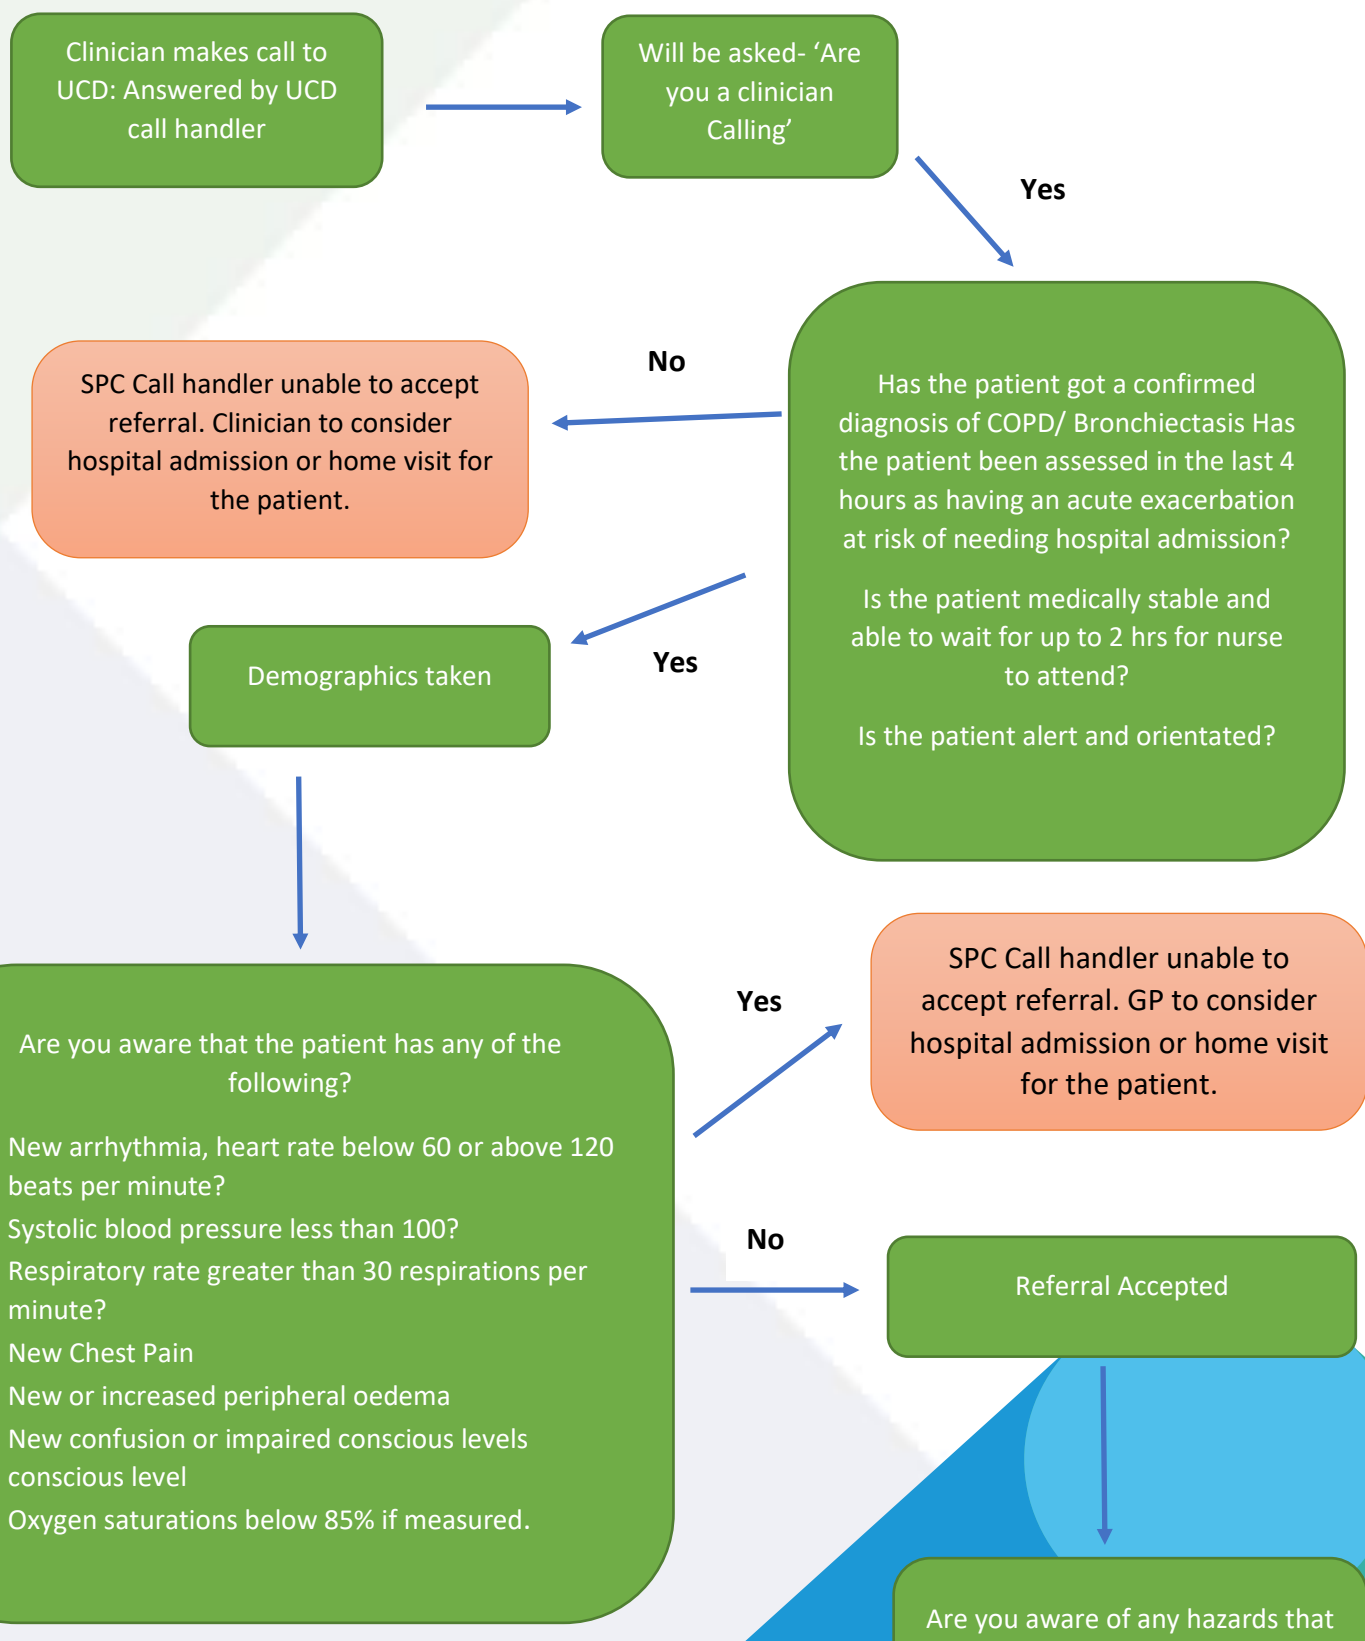 Clinician makes call to
UCD: Answered by UCD
call handler
Will be asked- ‘Are
you a clinician
Calling’
Yes
Has the patient got a confirmed
diagnosis of COPD/ Bronchiectasis Has
the patient been assessed in the last 4
hours as having an acute exacerbation
at risk of needing hospital admission?
Is the patient medically stable and
able to wait for up to 2 hrs for nurse
to attend?
Is the patient alert and orientated?
No
SPC Call handler unable to accept
referral. Clinician to consider
hospital admission or home visit for
the patient.
Yes
Demographics taken
Are you aware that the patient has any of the
following?
New arrhythmia, heart rate below 60 or above 120
beats per minute?
Systolic blood pressure less than 100?
Respiratory rate greater than 30 respirations per
minute?
New Chest Pain
New or increased peripheral oedema
New confusion or impaired conscious levels
conscious level
Oxygen saturations below 85% if measured.
Yes
SPC Call handler unable to
accept referral. GP to consider
hospital admission or home visit
for the patient.
No
Referral Accepted
Are you aware of any hazards that